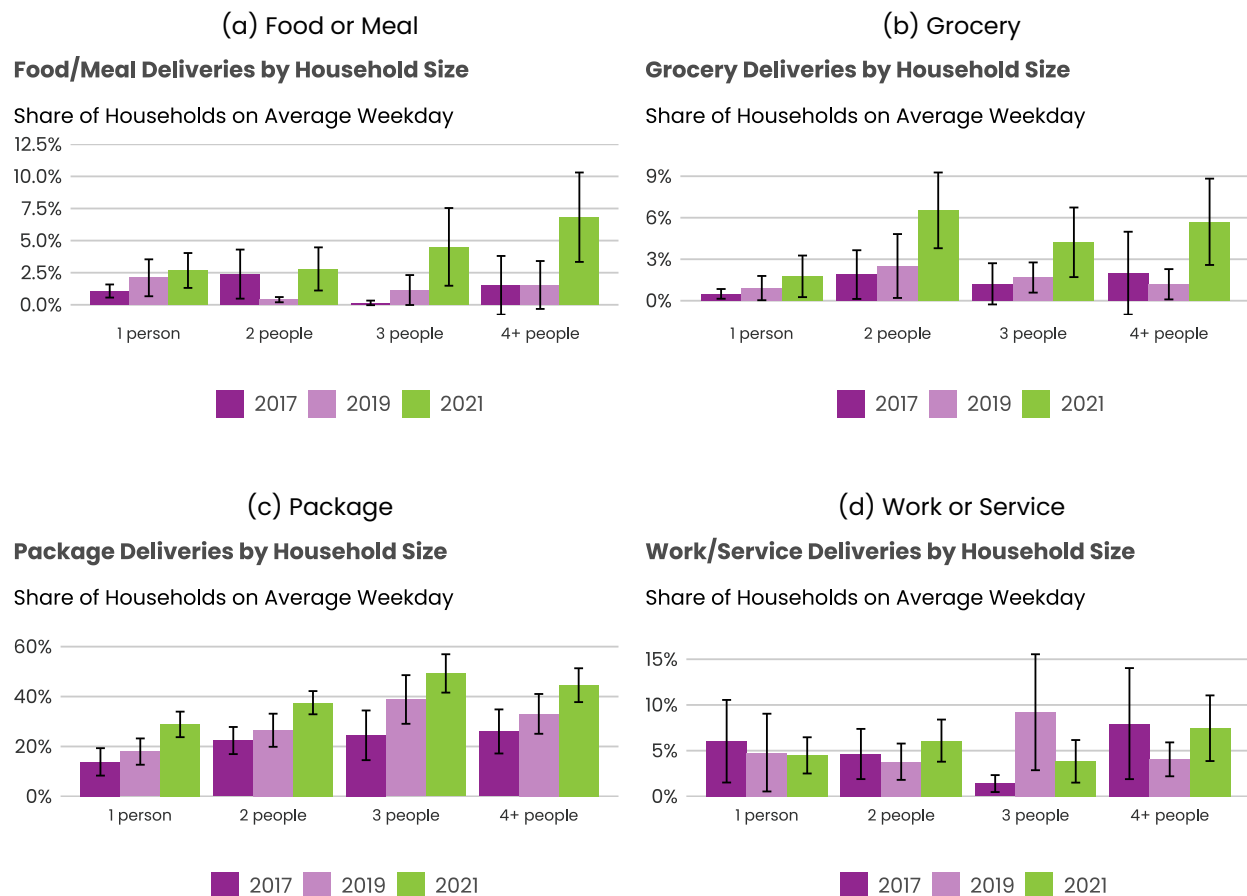 (a) Food or Meal
Food/Meal Deliveries by Household Size
Share of Households on Average Weekday
12.5%
10.0%
7.5%
5.0%
2.5%
0.0%
1 person 2 people 3 people 4+ people
2017 2019 2021
(b) Grocery
Grocery Deliveries by Household Size
Share of Households on Average Weekday
9%
6%
3%
0%
1 person 2 people 3 people 4+ people
2017 2019 2021
(c) Package
Package Deliveries by Household Size
Share of Households on Average Weekday
60%
40%
20%
0%
1 person 2 people 3 people 4+ people
2017 2019 2021
(d) Work or Service
Work/Service Deliveries by Household Size
Share of Households on Average Weekday
15%
10%
5%
0%
1 person 2 people 3 people 4+ people
2017 2019 2021